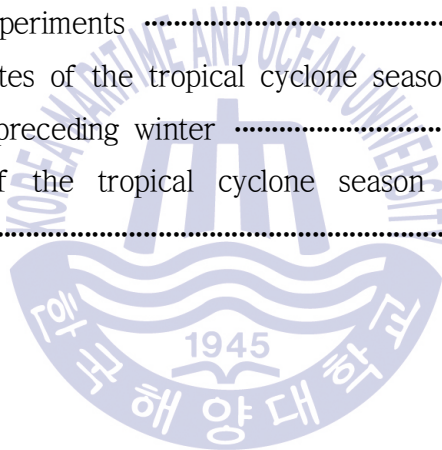 periments ························
tes of the tropical cyclone seaso
preceding winter ························
f the tropical cyclone season
························
KOREA MARITIME AND OCEAN UNIVERSITY
1945
한국해양대학교